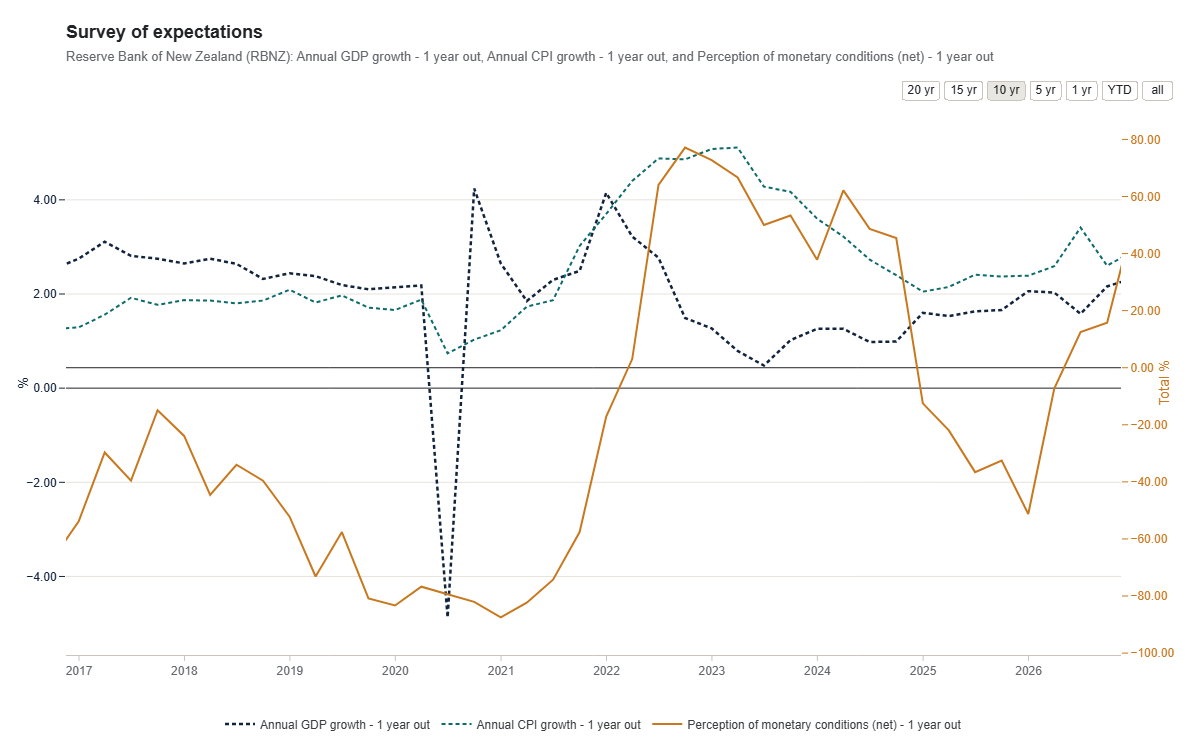 Survey of expectations
Reserve Bank of New Zealand (RBNZ): Annual GDP growth - 1 year out, Annual CPI growth - 1 year out, and Perception of monetary conditions (net) - 1 year out
20 yr 15 yr 10 yr 5 yr 1 yr YTD all
4.00
2.00
0.00
−2.00
−4.00
%
80.00
60.00
40.00
20.00
0.00
−20.00
−40.00
−60.00
−80.00
−100.00
Total %
2017 2018 2019 2020 2021 2022 2023 2024 2025 2026
Annual GDP growth - 1 year out Annual CPI growth - 1 year out Perception of monetary conditions (net) - 1 year out